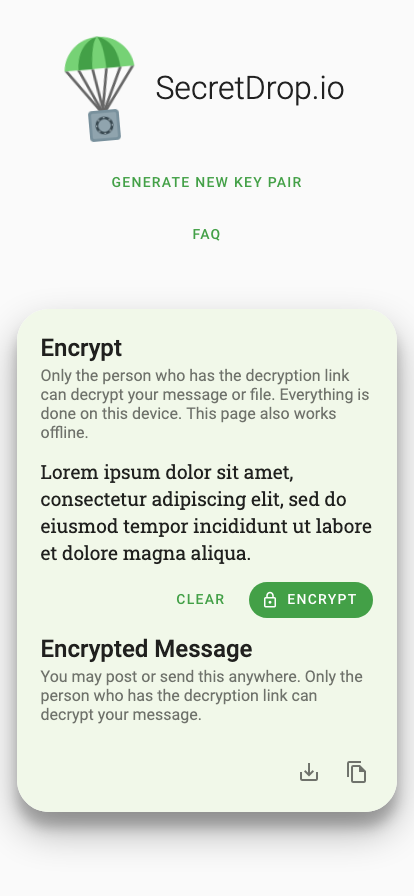 SecretDrop.io
GENERATE NEW KEY PAIR
FAQ
Encrypt
Only the person who has the decryption link
can decrypt your message or file. Everything is
done on this device. This page also works
offline.
Lorem ipsum dolor sit amet,
consectetur adipiscing elit, sed do
eiusmod tempor incididunt ut labore
et dolore magna aliqua.
CLEAR ENCRYPT
Encrypted Message
You may post or send this anywhere. Only the
person who has the decryption link can
decrypt your message.